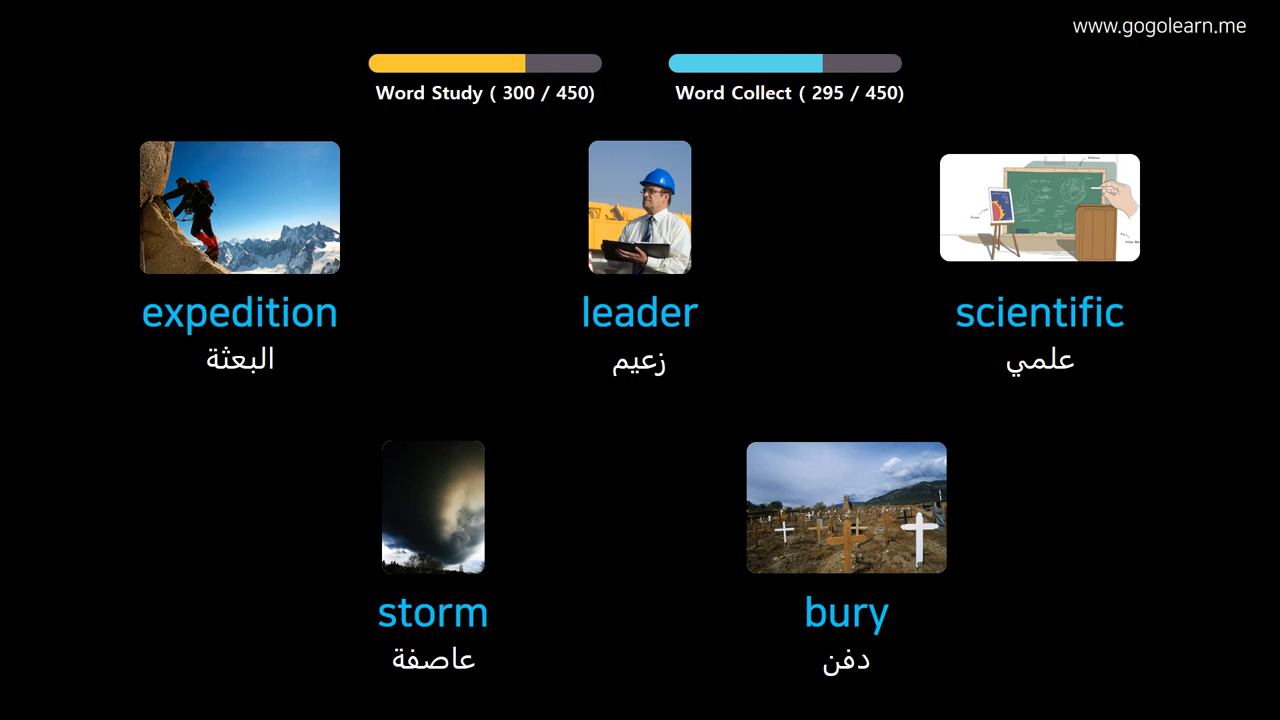 www.gogolearn.me
Word Study ( 300 / 450)
Word Collect ( 295 / 450)
expedition
البعثة
leader
زعيم
scientific
علمي
storm
عاصفة
bury
دفن